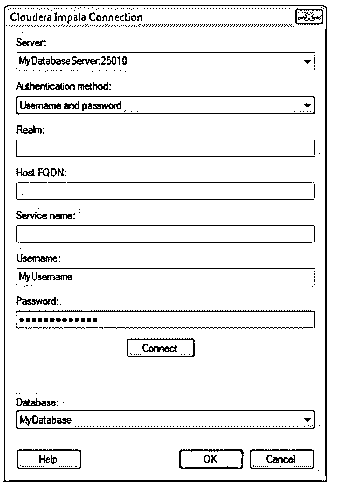 Cloudera Impala Connection
Server:
MyDatabaseServer:25010
Authentication method:
Username and password
Realm:
Host FQDN:
Service name:
Username:
MyUsername
Password:
•••••••••••••
Connect
Database:
MyDatabase
Help OK Cancel